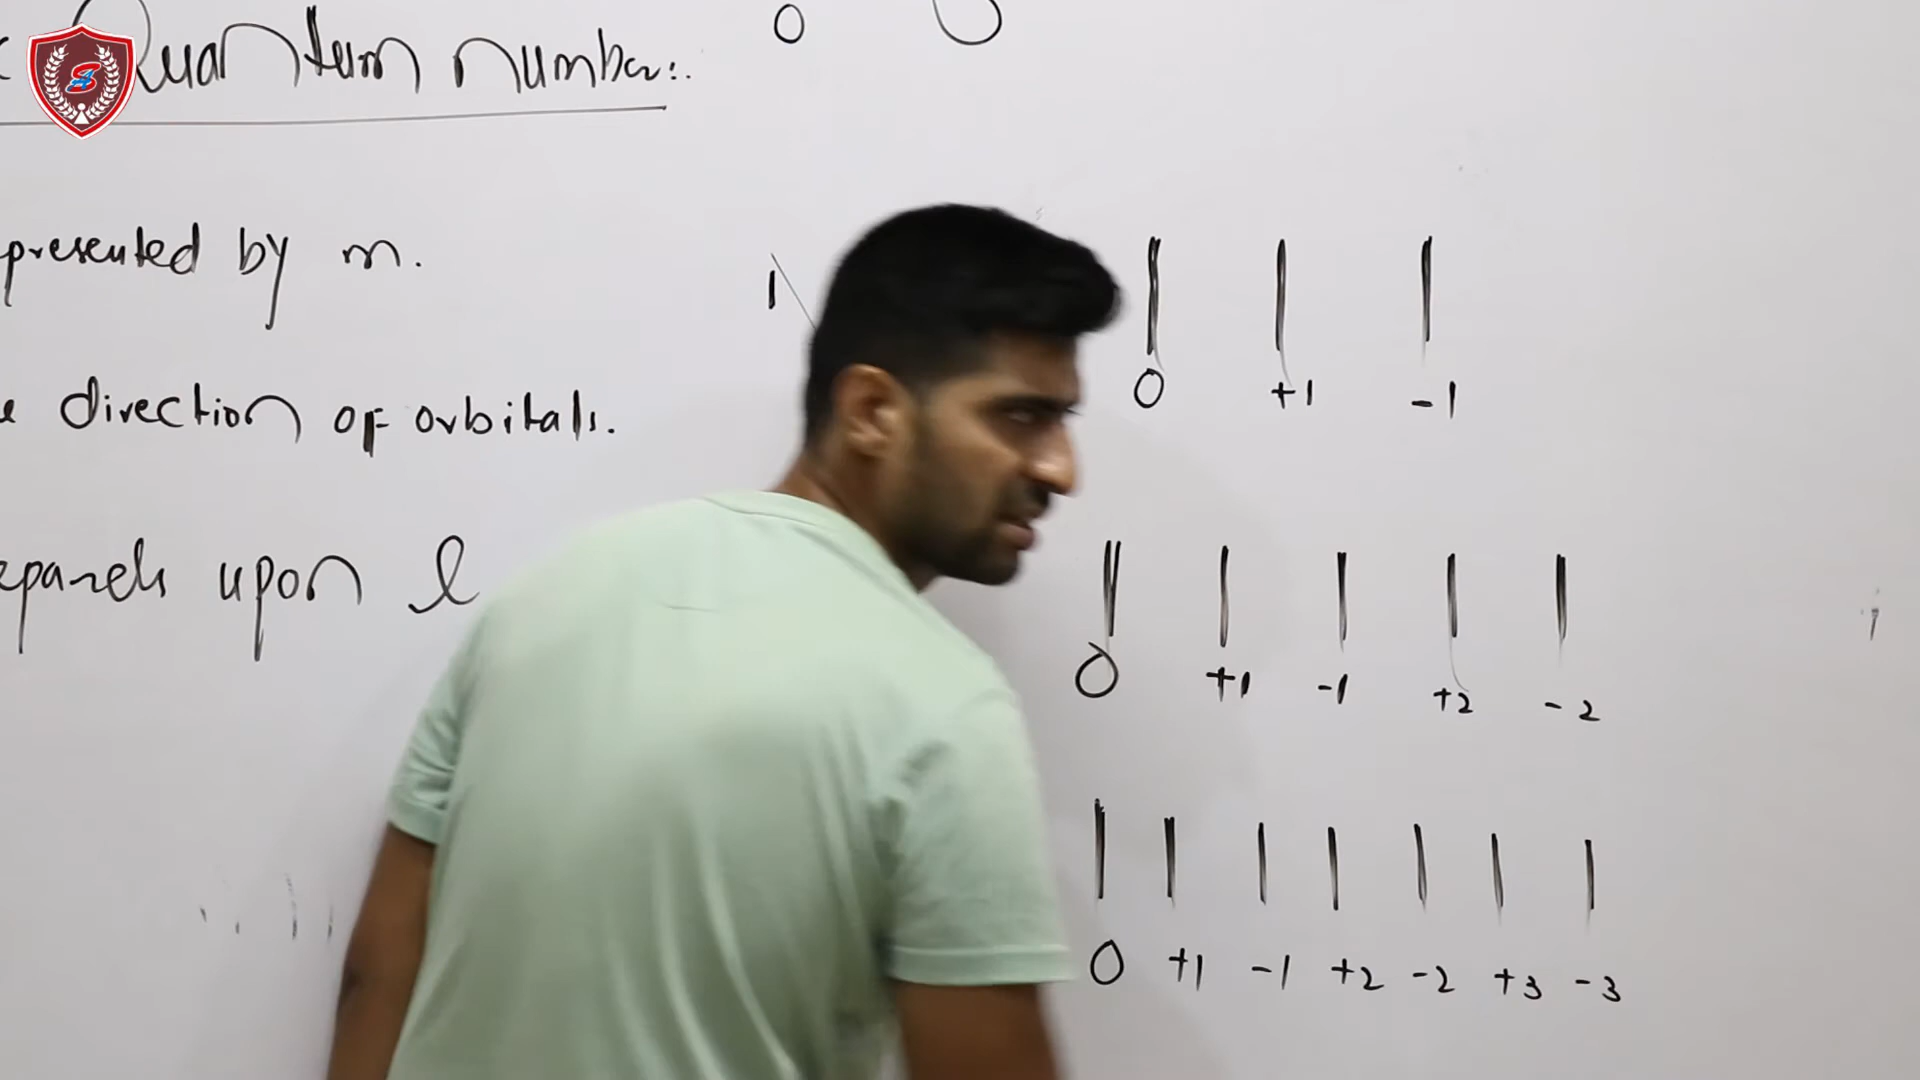 Quantum number:.
0
presented by m.
1
0 +1 -1
direction of orbitals.
upon l
0 +1 -1 +2 -2
0 +1 -1 +2 -2 +3 -3